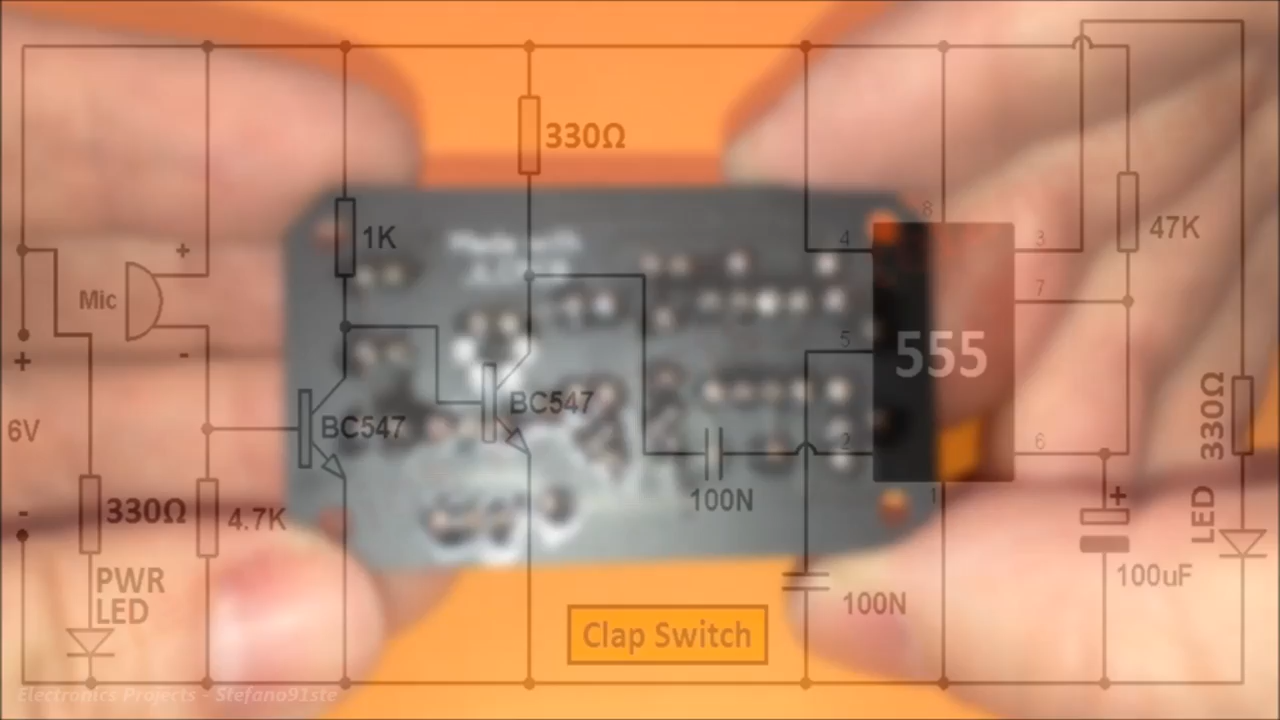 330Ω
1K
8
4
3
47K
7
+
Mic
-
5
555
+
6V
BC547
BC547
2
6
330Ω
100N
1
+
-
330Ω
4.7K
LED
PWR
LED
100uF
100N
Clap Switch
Electronics Projects - Stefano91ste